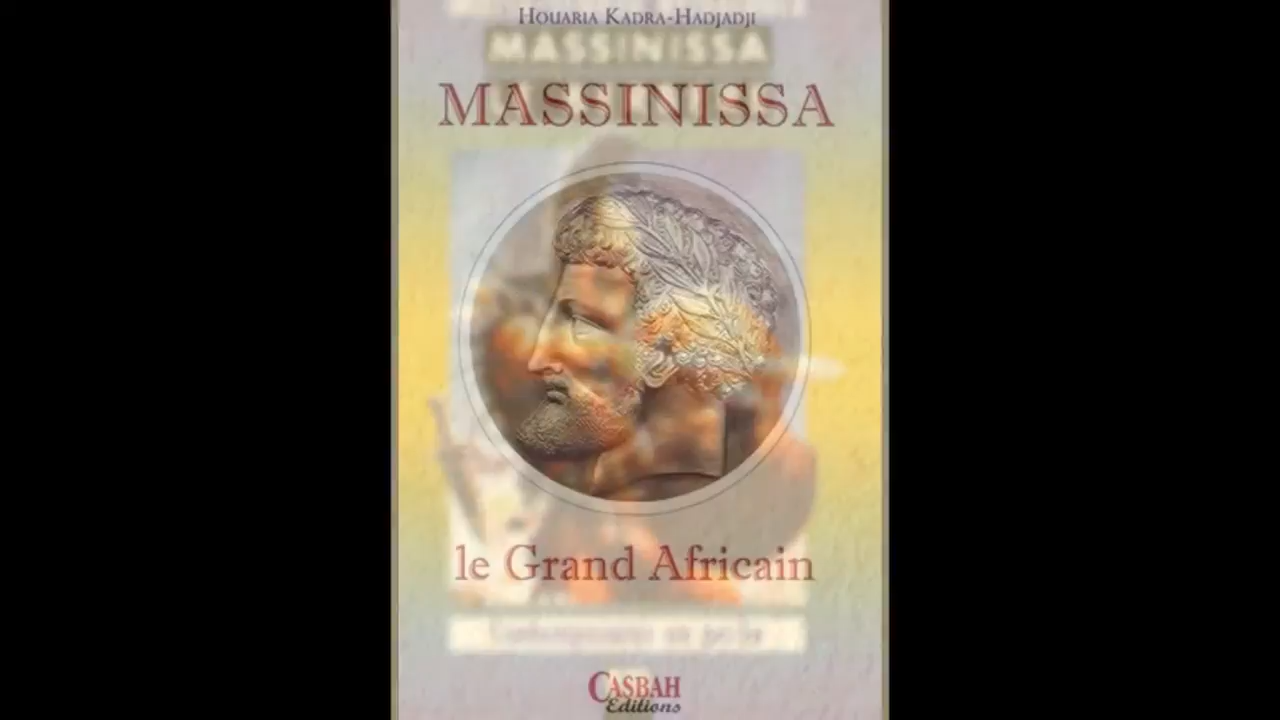 HOUARIA KADRA-HADJADJI
MASSINISSA
MASSINISSA
le Grand Africain
CASBAH
Editions